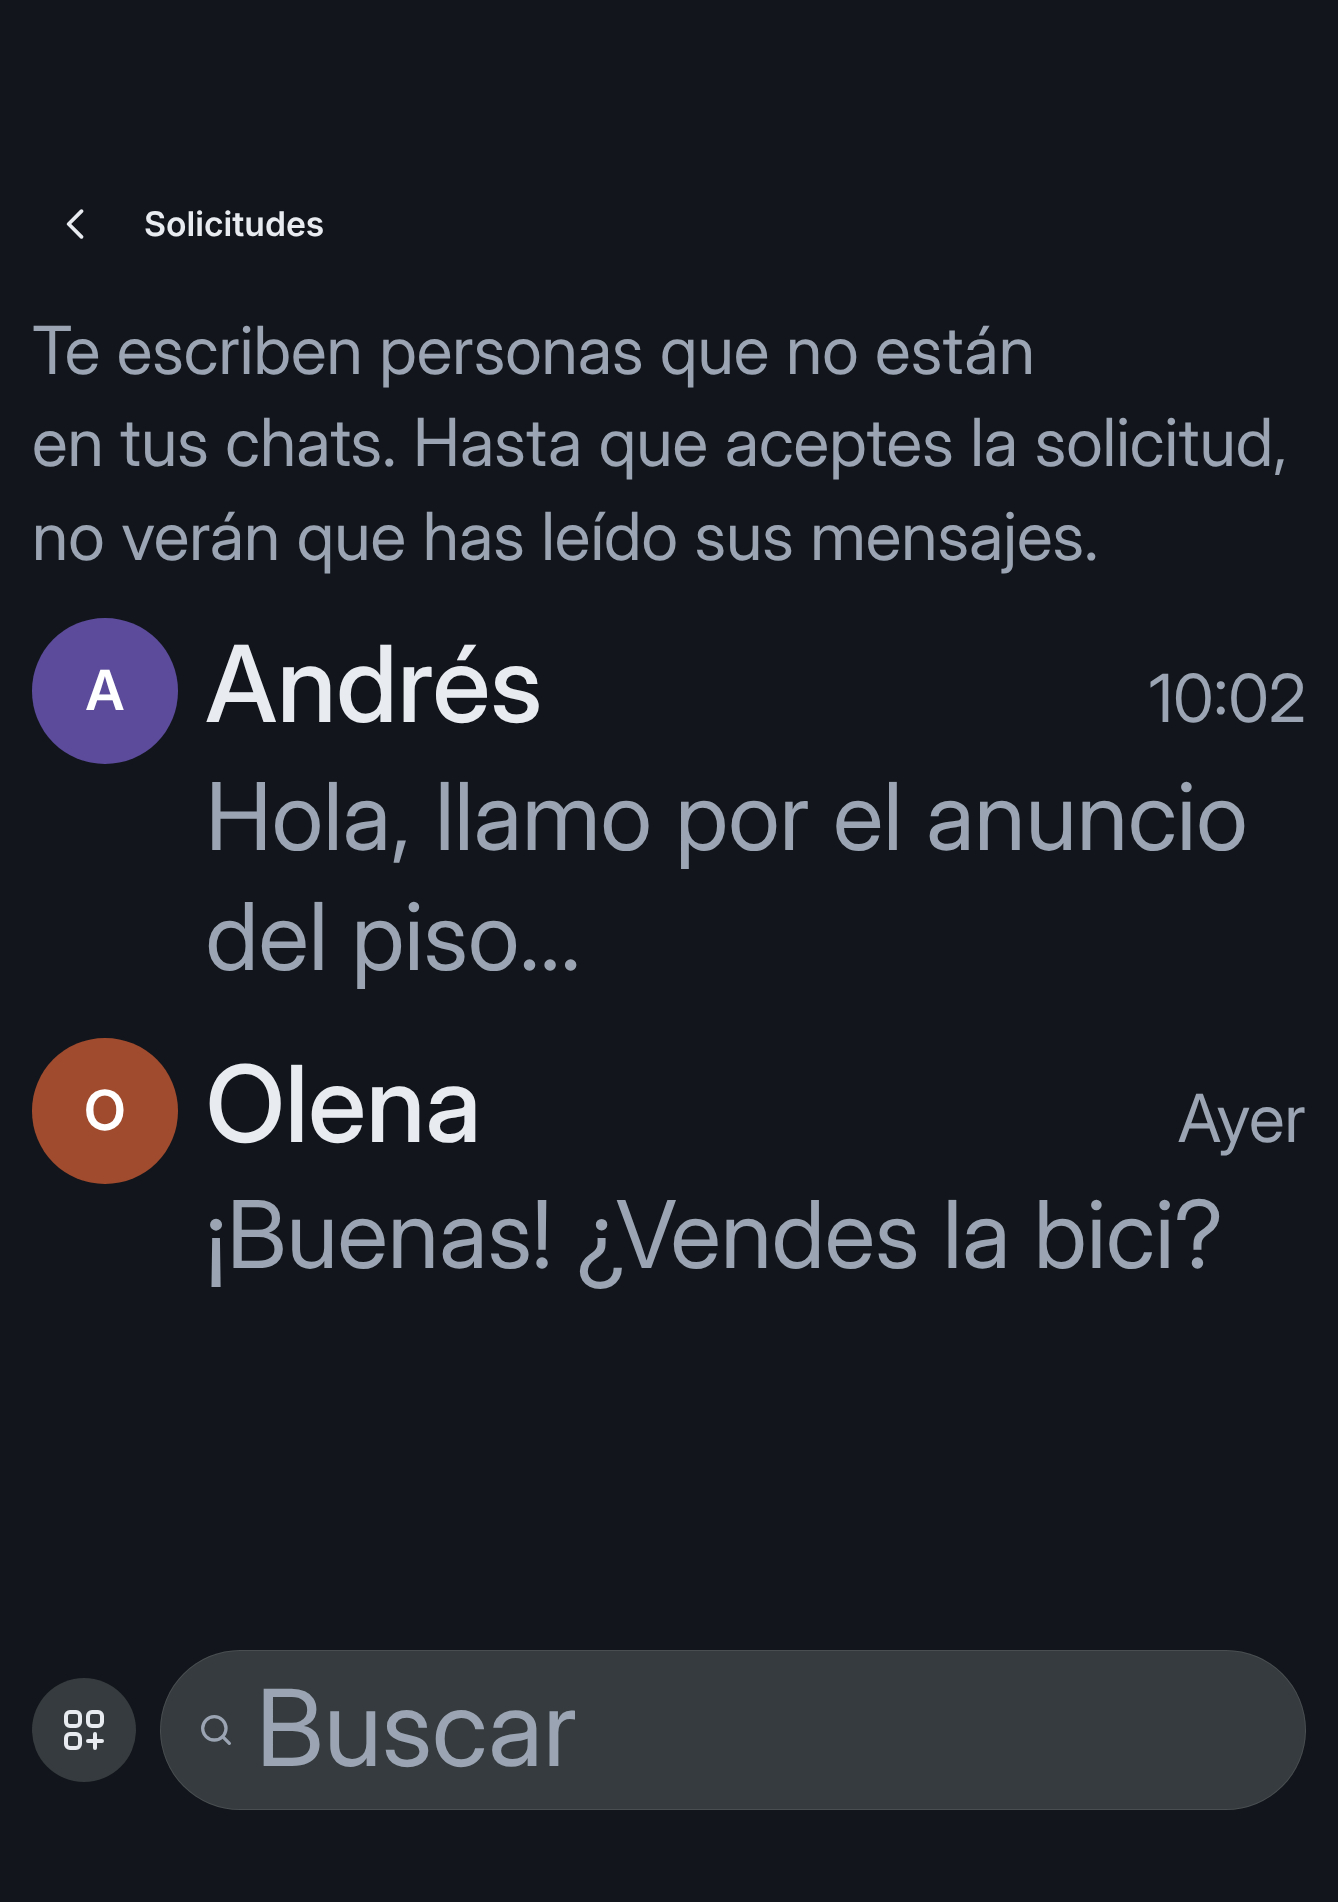 Solicitudes
Te escriben personas que no están
en tus chats. Hasta que aceptes la solicitud,
no verán que has leído sus mensajes.
A
Andrés
10:02
Hola, llamo por el anuncio
del piso...
O
Olena
Ayer
¡Buenas! ¿Vendes la bici?
Buscar